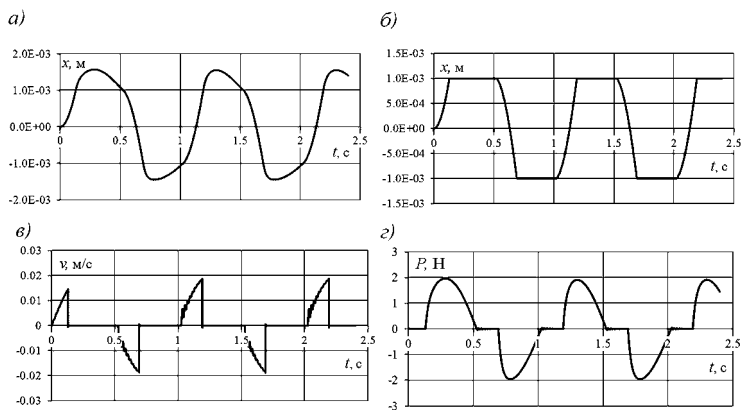 а)
2.0E-03
x, м
1.0E-03
0.0E+00
0 0.5 1 1.5 2 2.5
-1.0E-03
t, с
-2.0E-03
б)
1.5E-03
x, м
1.0E-03
5.0E-04
0.0E+00
0 0.5 1 1.5 2 2.5
-5.0E-04
t, с
-1.0E-03
-1.5E-03
в)
0.03
v, м/с
0.02
0.01
0
0 0.5 1 1.5 2 2.5
-0.01
t, с
-0.02
-0.03
г)
3
P, Н
2
1
0
0 0.5 1 1.5 2 2.5
-1
t, с
-2
-3